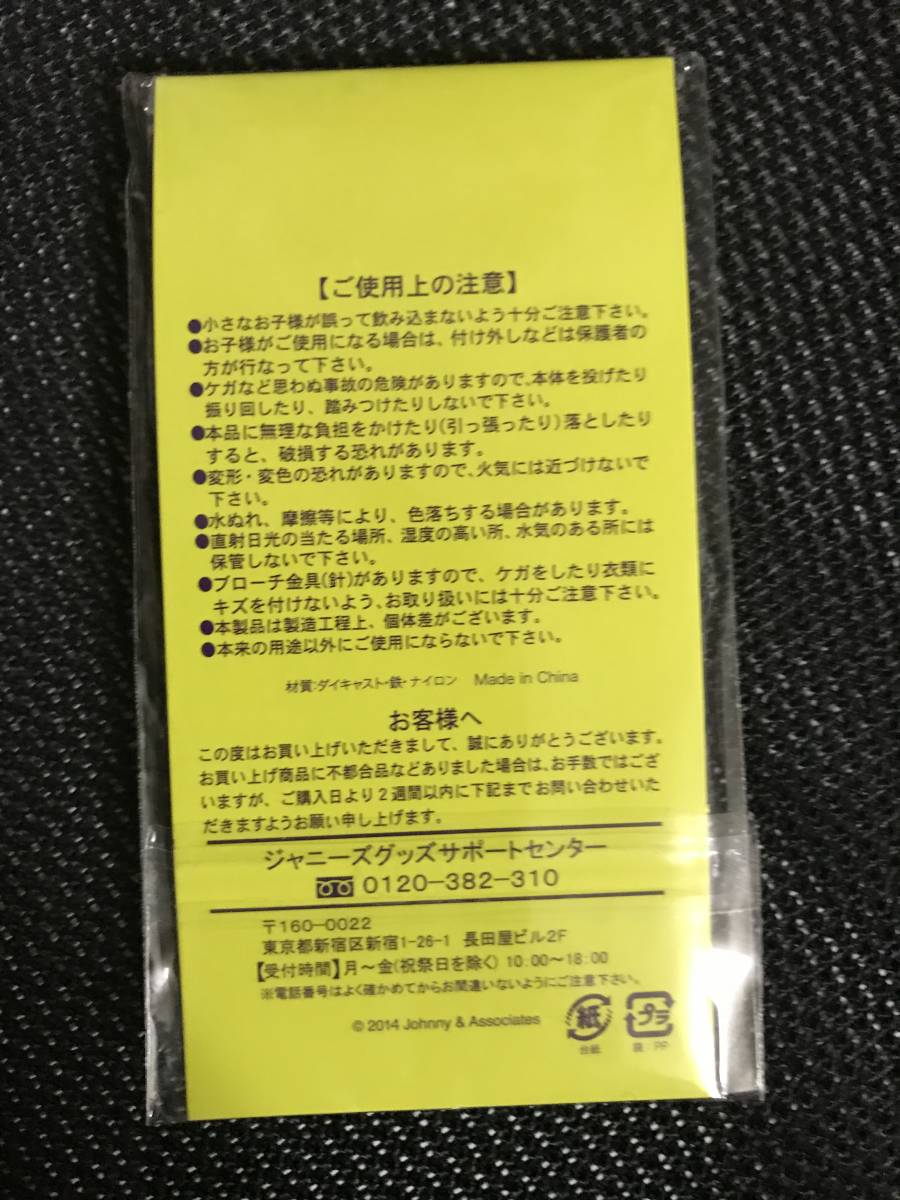 【ご使用上の注意】
●小さなお子様が誤って飲み込まないよう十分ご注意下さい。
●お子様がご使用になる場合は、付け外しなどは保護者の
方が行なって下さい。
●ケガなど思わぬ事故の危険がありますので、本体を投げたり
振り回したり、踏みつけたりしないで下さい。
●本品に無理な負担をかけたり(引っ張ったり)落としたり
すると、破損する恐れがあります。
●変形・変色の恐れがありますので、火気には近づけないで
下さい。
●水ぬれ、摩擦等により、色落ちする場合があります。
●直射日光の当たる場所、湿度の高い所、水気のある所には
保管しないで下さい。
●ブローチ金具(針)がありますので、ケガをしたり衣類に
キズを付けないよう、お取り扱いには十分ご注意下さい。
●本製品は製造工程上、個体差がございます。
●本来の用途以外にご使用にならないで下さい。
材質:ダイキャスト・鉄・ナイロン Made in China
お客様へ
この度はお買い上げいただきまして、誠にありがとうございます。
お買い上げ商品に不都合品などありました場合は、お手数ではござ
いますが、ご購入日より2週間以内に下記までお問い合わせいた
だきますようお願い申し上げます。
ジャニーズグッズサポートセンター
0120-382-310
〒160-0022
東京都新宿区新宿1-26-1 長田屋ビル2F
【受付時間】月〜金(祝祭日を除く) 10:00〜18:00
※電話番号はよく確かめてからお間違いないようにご注意下さい。
© 2014 Johnny & Associates
紙 プラ
台紙 袋:PP